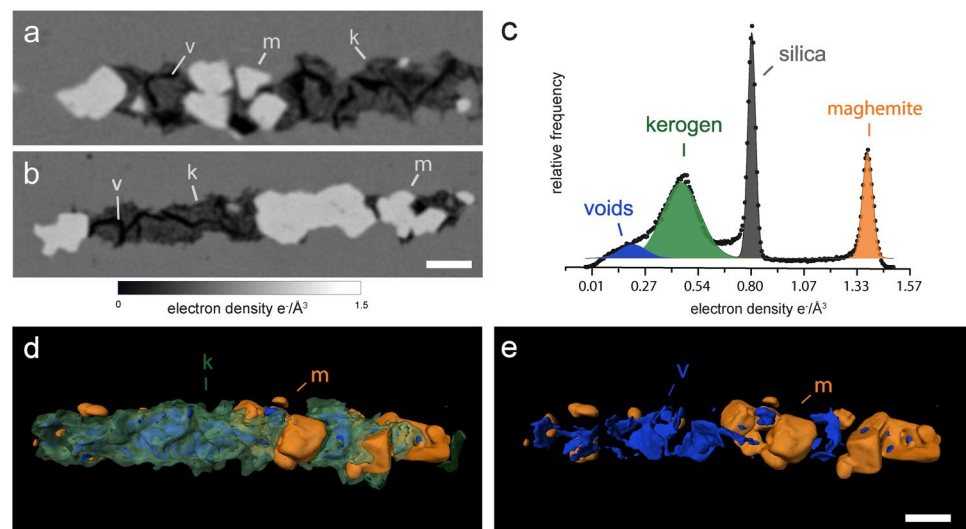 a
v
m
k
b
v
k
m
0
1.5
electron density e⁻/Å³
c
relative frequency
silica
kerogen
maghemite
voids
0.01 0.27 0.54 0.80 1.07 1.33 1.57
electron density e⁻/Å³
d
k
m
e
v
m